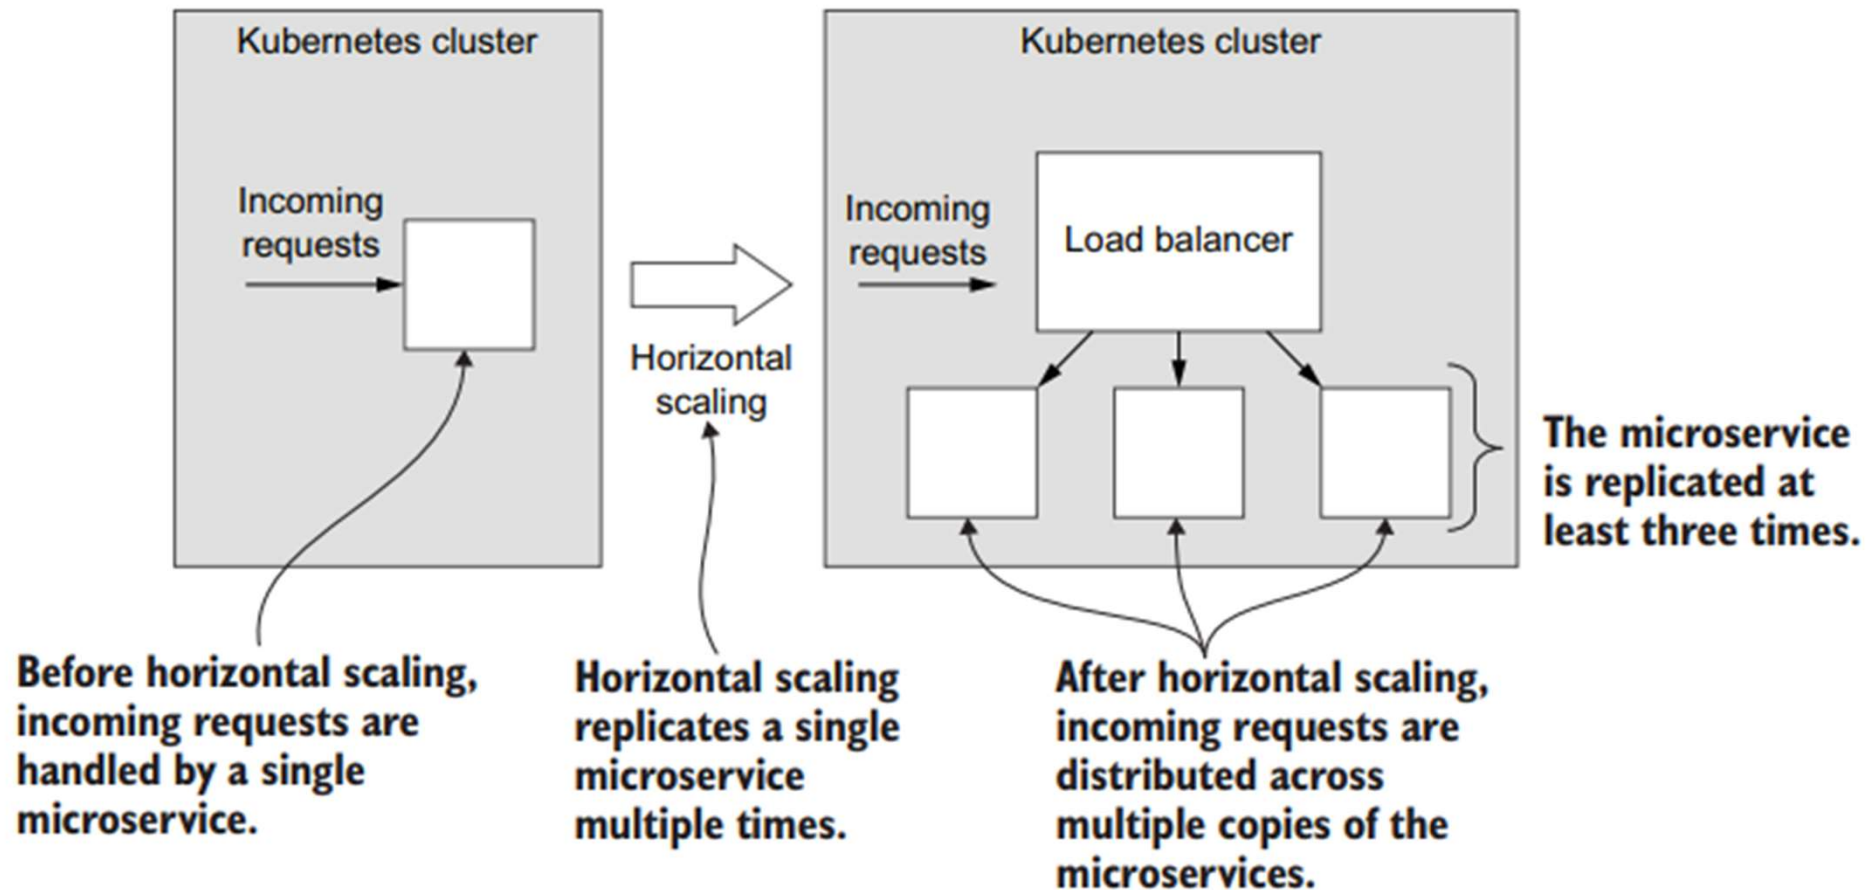 Kubernetes cluster
Incoming
requests
Before horizontal scaling,
incoming requests are
handled by a single
microservice.
Horizontal
scaling
Horizontal scaling
replicates a single
microservice
multiple times.
Kubernetes cluster
Incoming
requests
Load balancer
The microservice
is replicated at
least three times.
After horizontal scaling,
incoming requests are
distributed across
multiple copies of the
microservices.